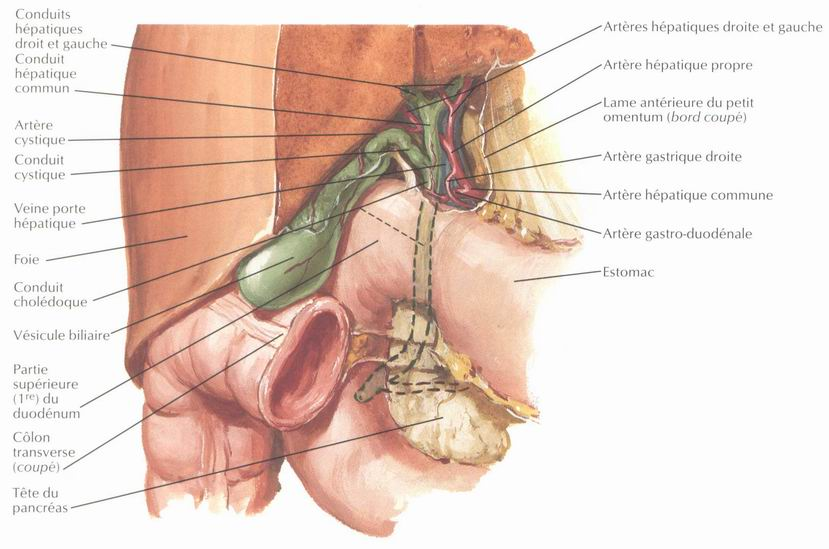 Conduits
hépatiques
droit et gauche
Conduit
hépatique
commun
Artère
cystique
Conduit
cystique
Veine porte
hépatique
Foie
Conduit
cholédoque
Vésicule biliaire
Partie
supérieure
(1re) du
duodénum
Côlon
transverse
(coupé)
Tête du
pancréas
Artères hépatiques droite et gauche
Artère hépatique propre
Lame antérieure du petit
omentum (bord coupé)
Artère gastrique droite
Artère hépatique commune
Artère gastro-duodénale
Estomac